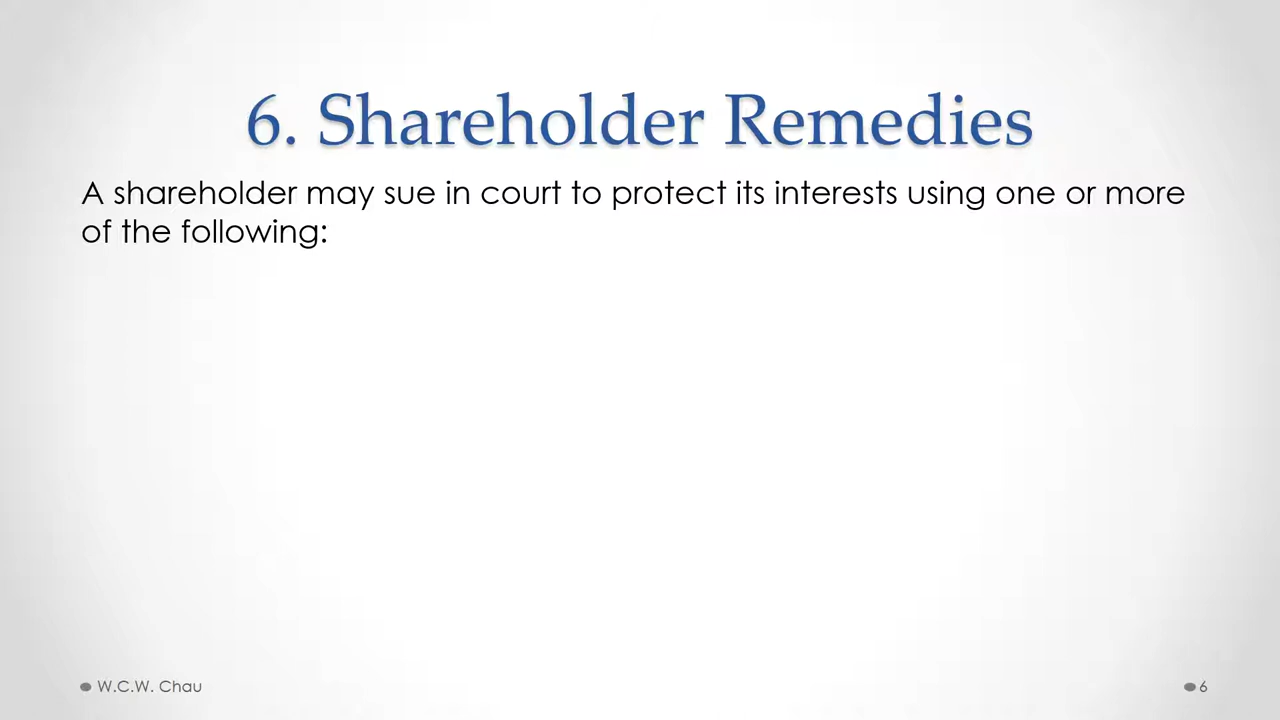 6. Shareholder Remedies
A shareholder may sue in court to protect its interests using one or more
of the following:
W.C.W. Chau
6